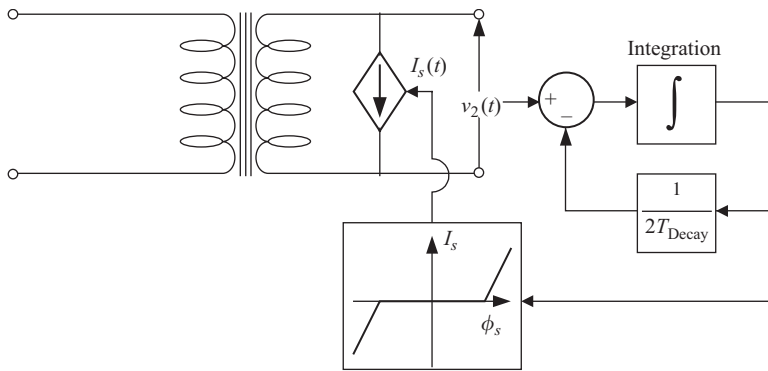 Integration
I_s(t)
v_2(t)
+
−
∫
1
2T_Decay
I_s
ϕ_s